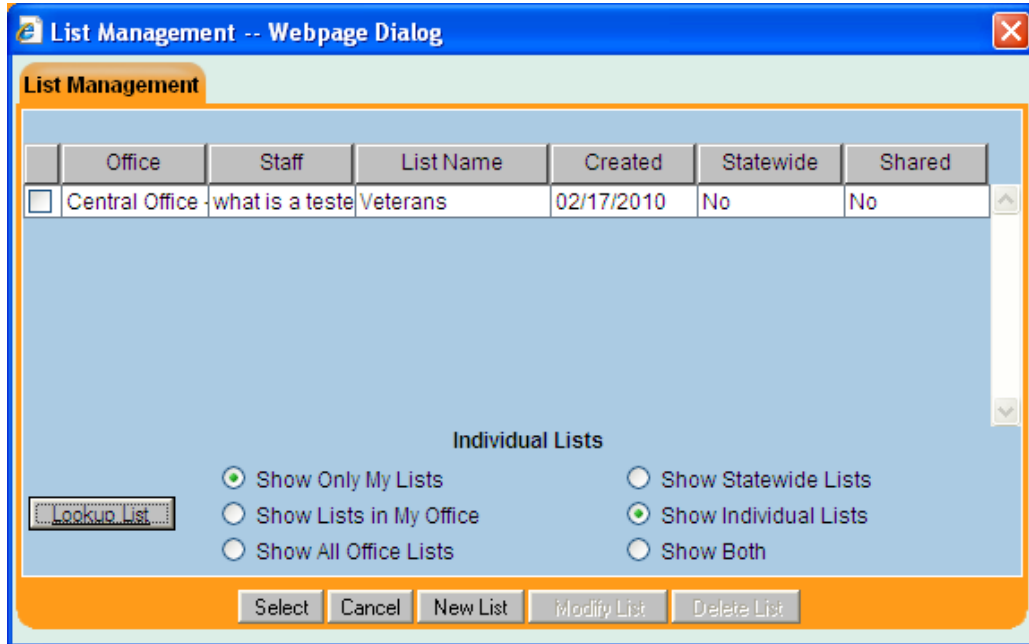 List Management -- Webpage Dialog
List Management
Office Staff List Name Created Statewide Shared
Central Office - what is a teste Veterans 02/17/2010 No No
Individual Lists
Show Only My Lists Show Statewide Lists
Lookup List Show Lists in My Office Show Individual Lists
Show All Office Lists Show Both
Select Cancel New List Modify List Delete List